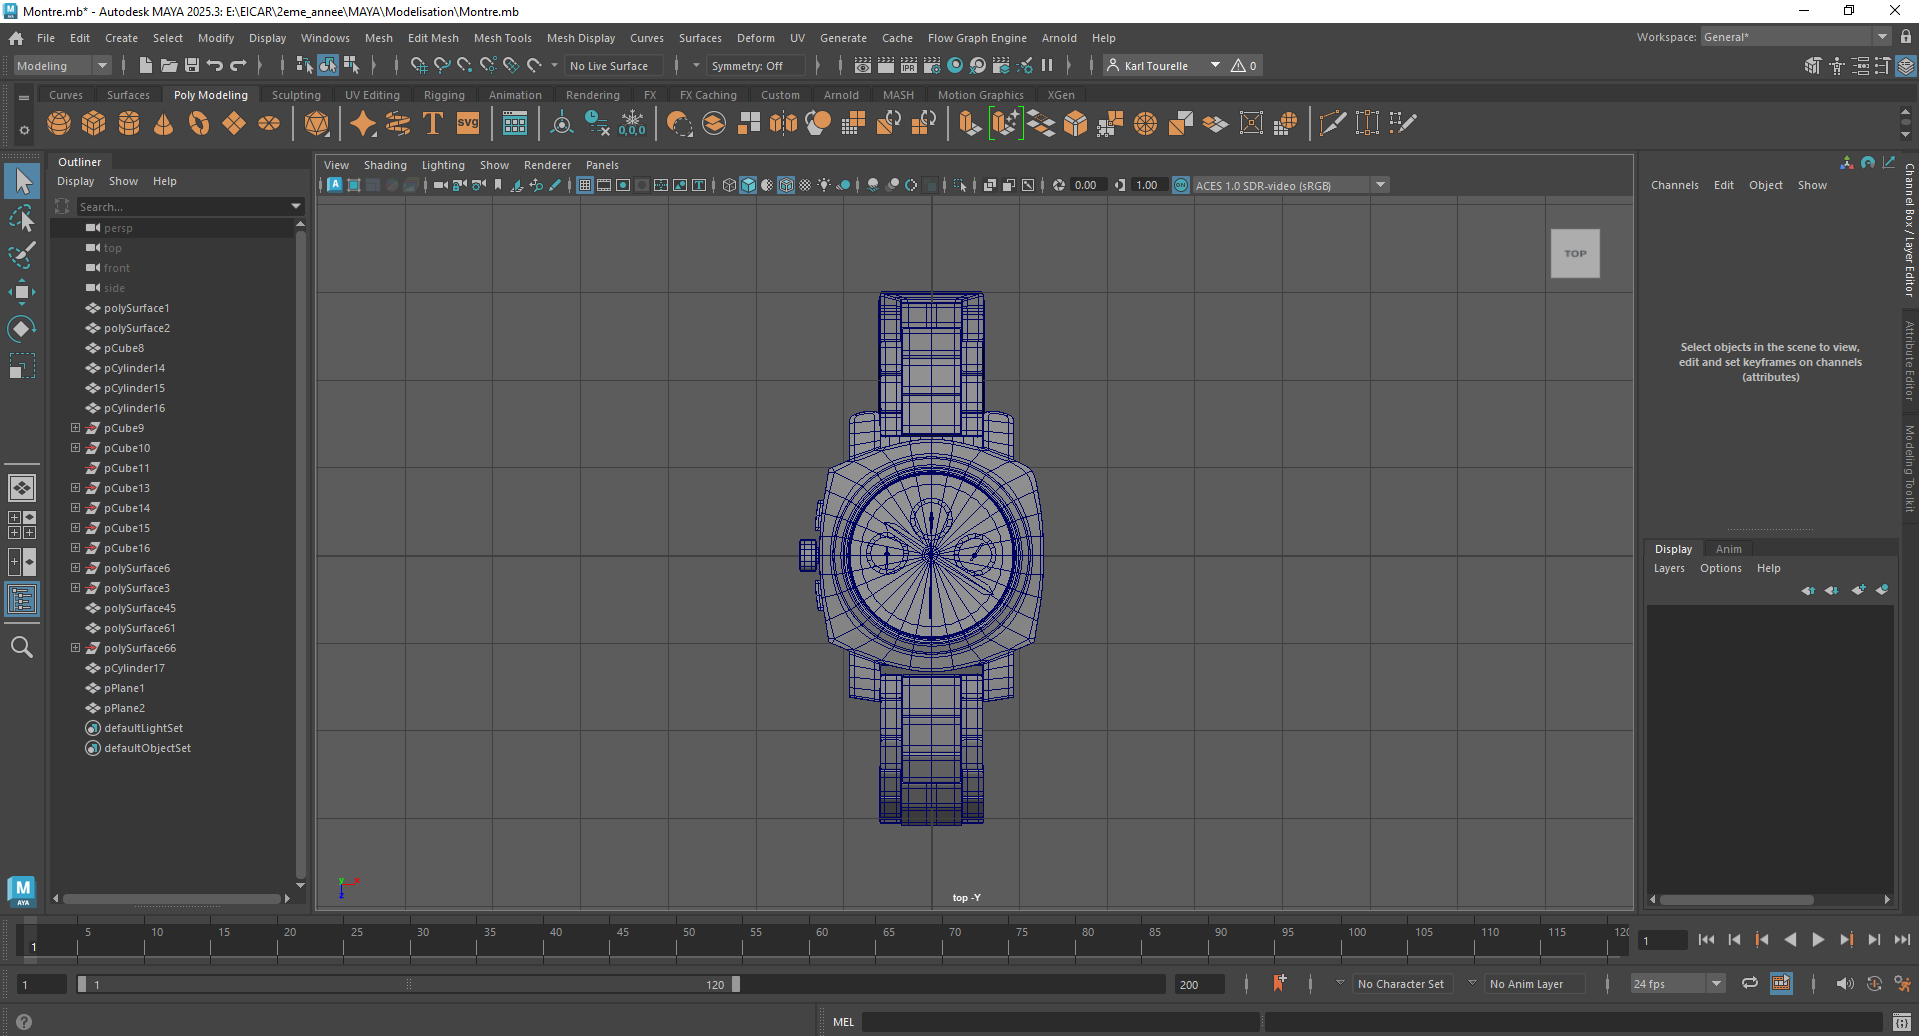 Montre.mb* - Autodesk MAYA 2025.3: E:\EICAR\2eme_annee\MAYA\Modelisation\Montre.mb
File Edit Create Select Modify Display Windows Mesh Edit Mesh Mesh Tools Mesh Display Curves Surfaces Deform UV Generate Cache Flow Graph Engine Arnold Help
Workspace: General*
Modeling No Live Surface Symmetry: Off IPR Karl Tourelle 0
Curves Surfaces Poly Modeling Sculpting UV Editing Rigging Animation Rendering FX FX Caching Custom Arnold MASH Motion Graphics XGen
T SVG 0,0,0
Outliner
Display Show Help
Search...
persp
top
front
side
polySurface1
polySurface2
pCube8
pCylinder14
pCylinder15
pCylinder16
pCube9
pCube10
pCube11
pCube13
pCube14
pCube15
pCube16
polySurface6
polySurface3
polySurface45
polySurface61
polySurface66
pCylinder17
pPlane1
pPlane2
defaultLightSet
defaultObjectSet
View Shading Lighting Show Renderer Panels
0.00 1.00 ACES 1.0 SDR-video (sRGB)
TOP
y x z
top -Y
Channels Edit Object Show
Select objects in the scene to view,
edit and set keyframes on channels
(attributes)
Channel Box / Layer Editor
Attribute Editor
Modeling Toolkit
Display Anim
Layers Options Help
M
AYA
5 10 15 20 25 30 35 40 45 50 55 60 65 70 75 80 85 90 95 100 105 110 115 120
1 1
1 1 120 200 No Character Set No Anim Layer 24 fps
MEL